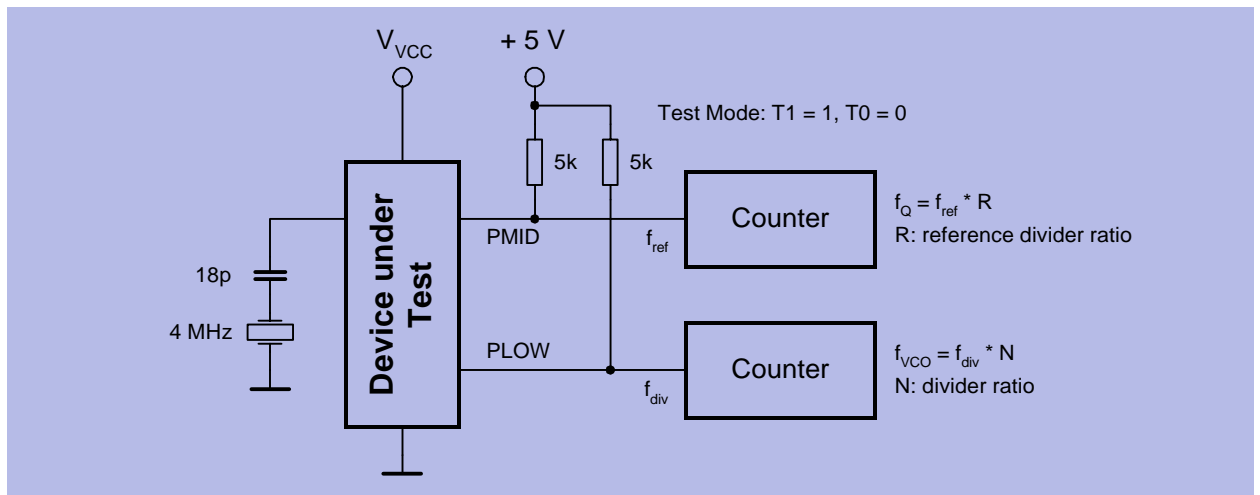 V_VCC
+ 5 V
Test Mode: T1 = 1, T0 = 0
5k
5k
Device under
Test
PMID
f_ref
Counter
f_Q = f_ref * R
R: reference divider ratio
18p
4 MHz
PLOW
f_div
Counter
f_VCO = f_div * N
N: divider ratio